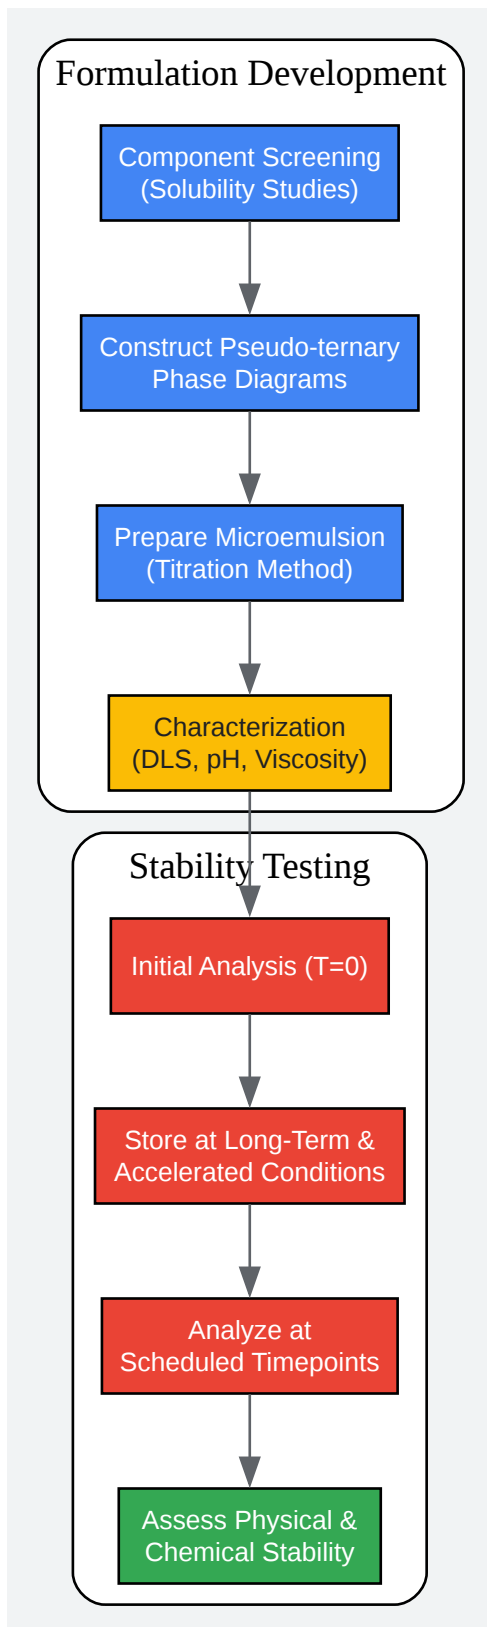 Formulation Development
Component Screening
(Solubility Studies)
Construct Pseudo-ternary
Phase Diagrams
Prepare Microemulsion
(Titration Method)
Characterization
(DLS, pH, Viscosity)
Stability Testing
Initial Analysis (T=0)
Store at Long-Term &
Accelerated Conditions
Analyze at
Scheduled Timepoints
Assess Physical &
Chemical Stability